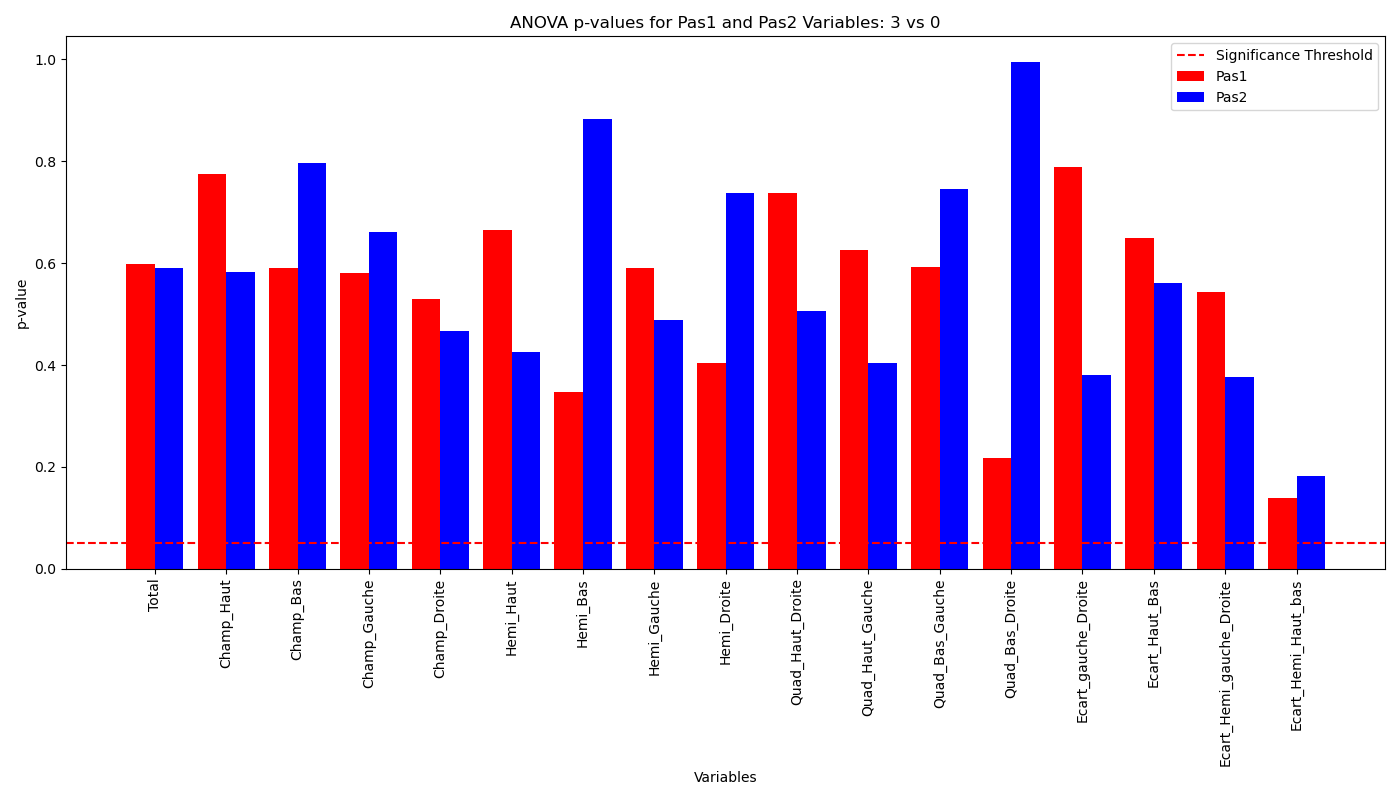 ANOVA p-values for Pas1 and Pas2 Variables: 3 vs 0
Significance Threshold
Pas1
Pas2
p-value
1.0
0.8
0.6
0.4
0.2
0.0
Total
Champ_Haut
Champ_Bas
Champ_Gauche
Champ_Droite
Hemi_Haut
Hemi_Bas
Hemi_Gauche
Hemi_Droite
Quad_Haut_Droite
Quad_Haut_Gauche
Quad_Bas_Gauche
Quad_Bas_Droite
Ecart_gauche_Droite
Ecart_Haut_Bas
Ecart_Hemi_gauche_Droite
Ecart_Hemi_Haut_bas
Variables